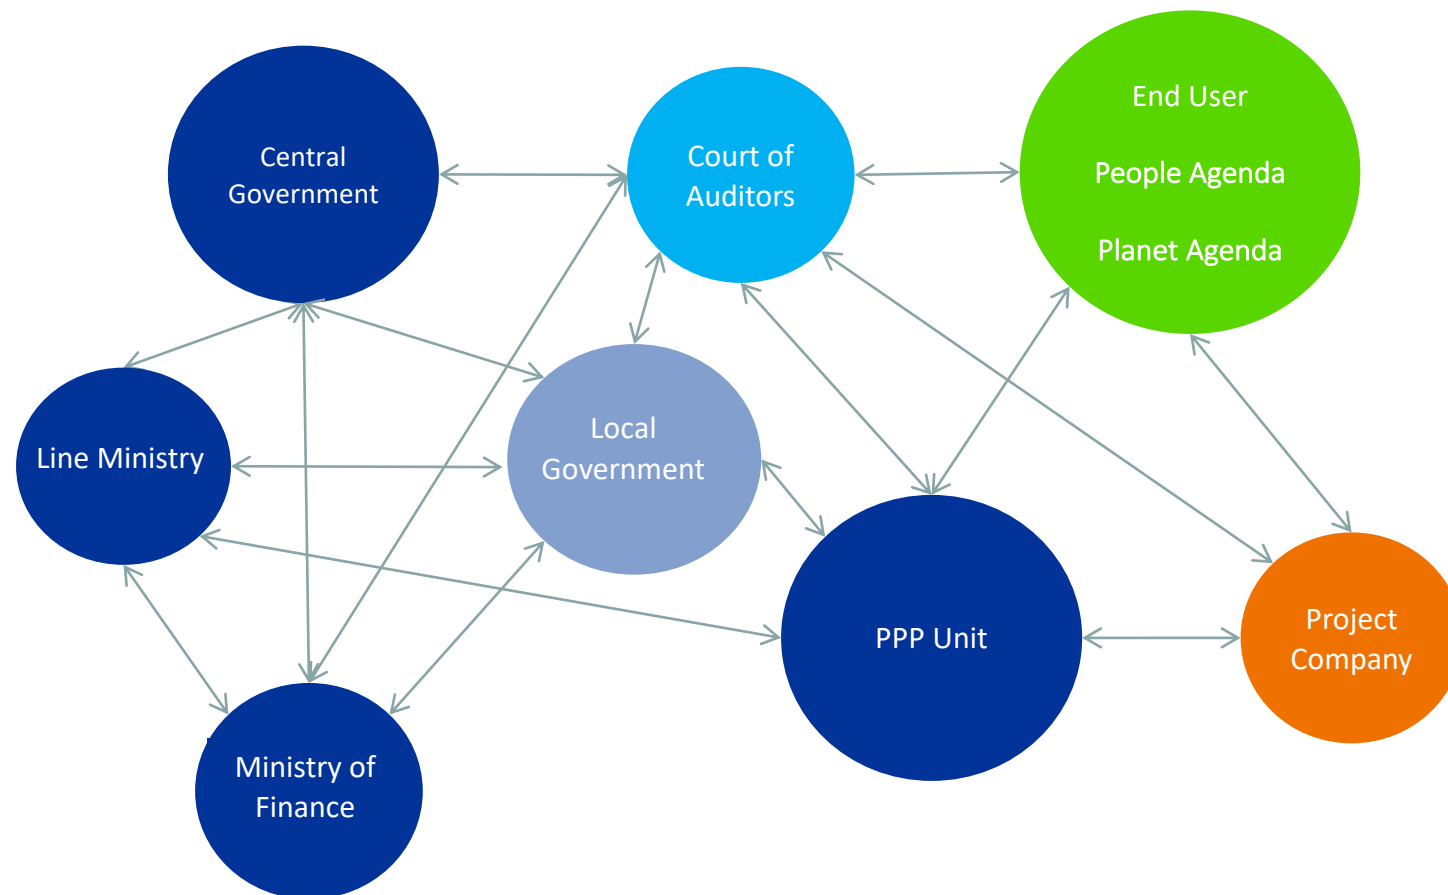 Central
Government
Court of
Auditors
End User
People Agenda
Planet Agenda
Line Ministry
Local
Government
PPP Unit
Project
Company
Ministry of
Finance